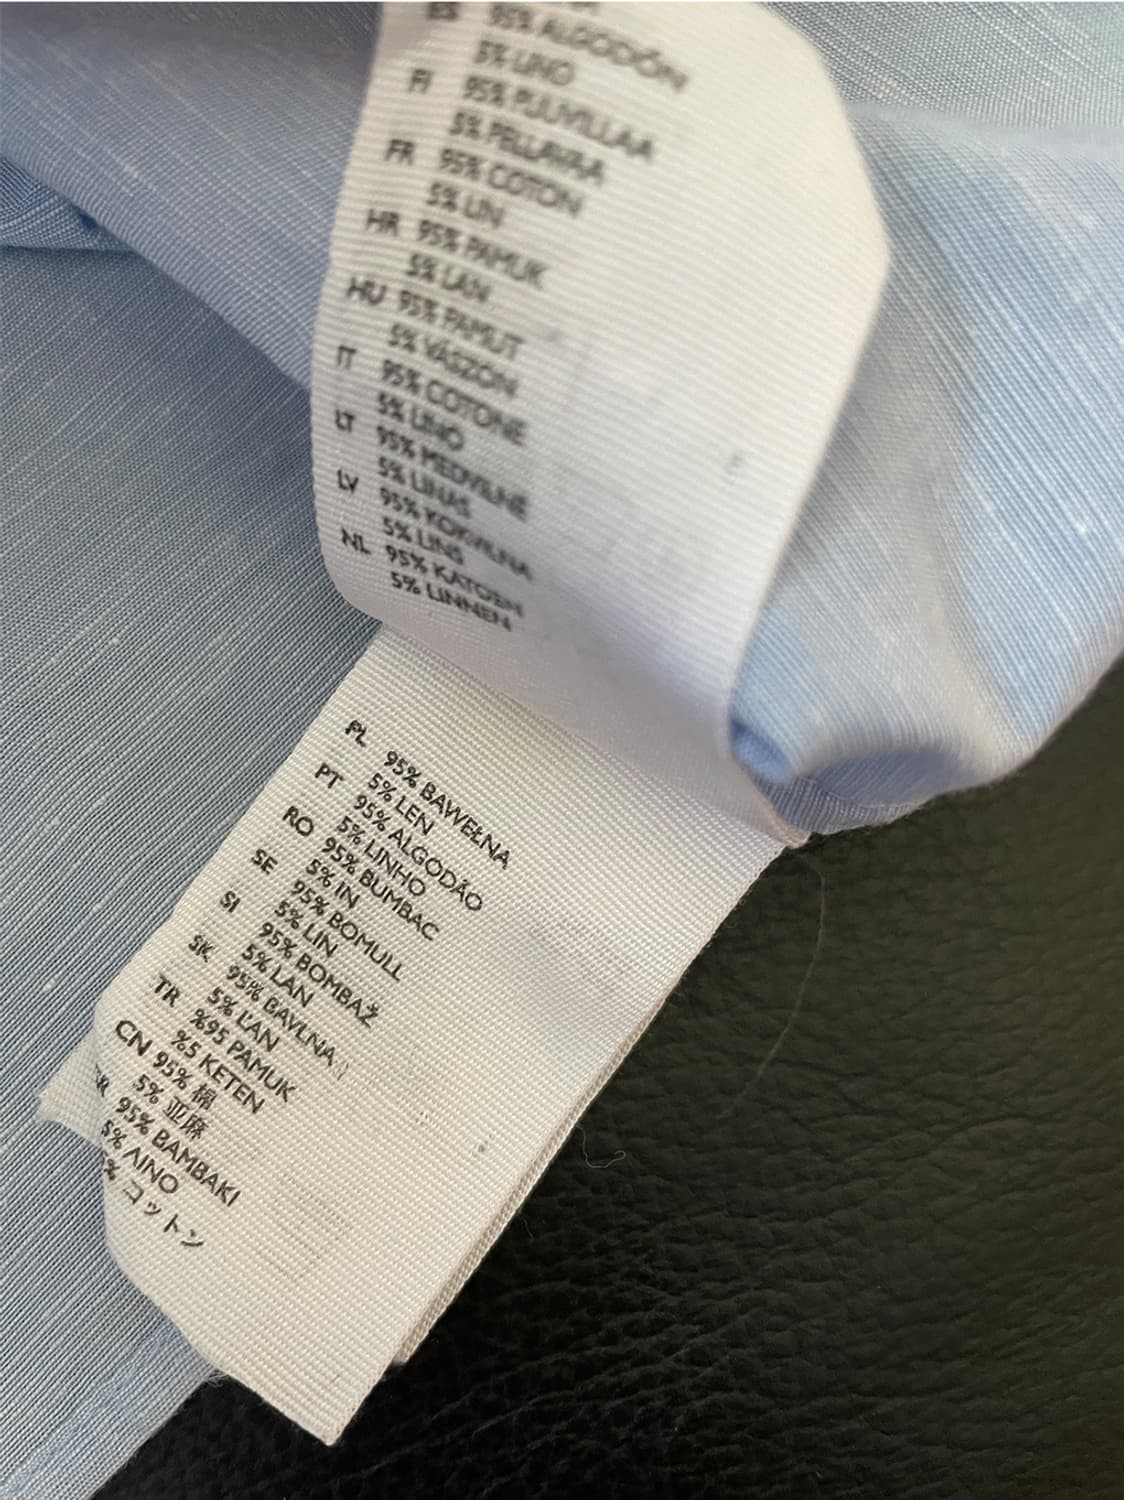 ES 95% ALGODÓN
5% LINO
FI 95% PUUVILLAA
5% PELLAVAA
FR 95% COTON
5% LIN
HR 95% PAMUK
5% LAN
HU 95% PAMUT
5% VÁSZON
IT 95% COTONE
5% LINO
LT 95% MEDVILNĖ
5% LINAS
LV 95% KOKVILNA
5% LINS
NL 95% KATOEN
5% LINNEN
PL 95% BAWEŁNA
5% LEN
PT 95% ALGODÃO
5% LINHO
RO 95% BUMBAC
5% IN
SE 95% BOMULL
5% LIN
SI 95% BOMBAŽ
5% LAN
SK 95% BAVLNA
5% ĽAN
TR %95 PAMUK
%5 KETEN
CN 95% 棉
5% 亚麻
95% BAMBAKI
5% ΛINO
% コットン